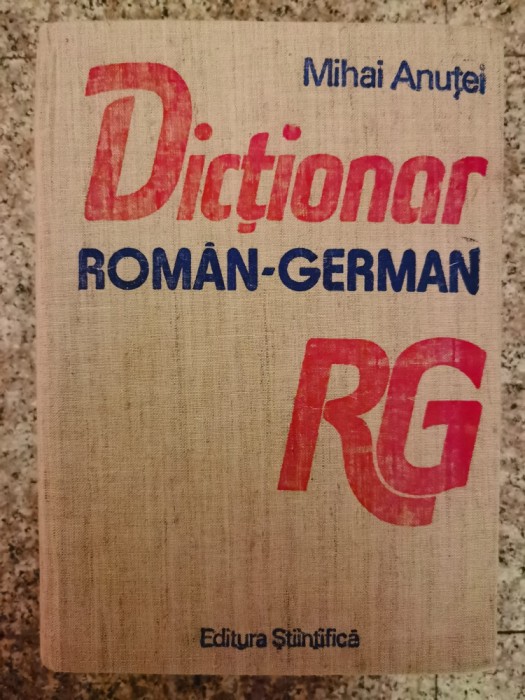 Mihai Anuței
Dicționar
ROMÂN-GERMAN
RG
Editura Științifică